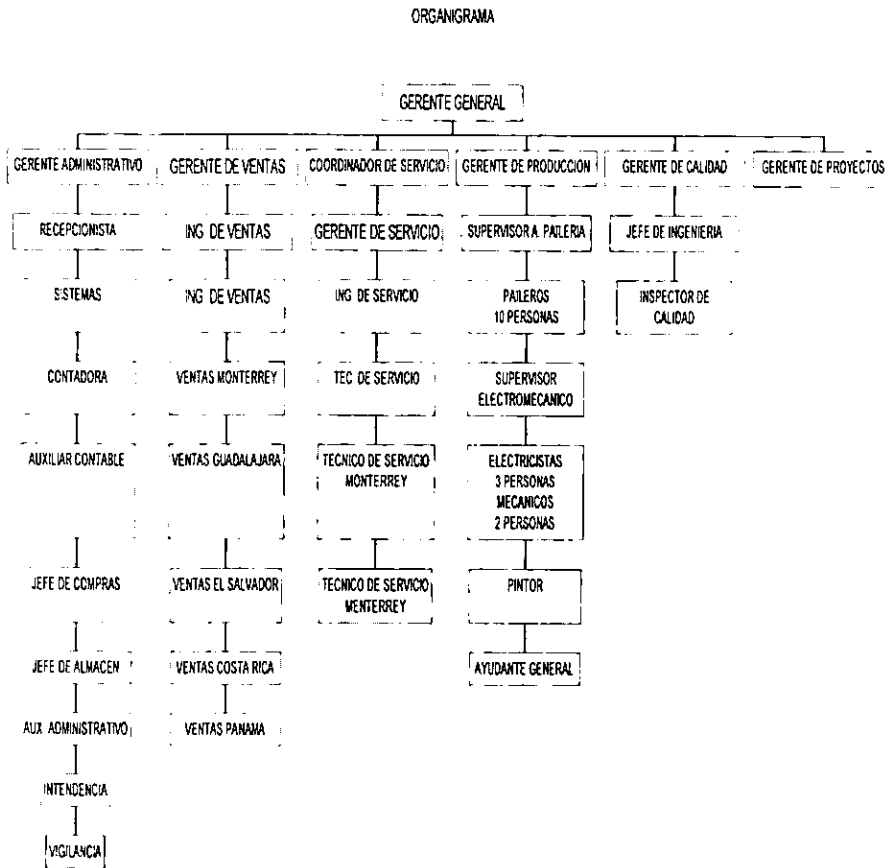 ORGANIGRAMA
GERENTE GENERAL
GERENTE ADMINISTRATIVO
GERENTE DE VENTAS
COORDINADOR DE SERVICIO
GERENTE DE PRODUCCION
GERENTE DE CALIDAD
GERENTE DE PROYECTOS
RECEPCIONISTA
ING. DE VENTAS
GERENTE DE SERVICIO
SUPERVISOR A PAILERIA
JEFE DE INGENIERIA
SISTEMAS
ING. DE VENTAS
ING DE SERVICIO
PAILEROS
10 PERSONAS
INSPECTOR DE
CALIDAD
CONTADORA
VENTAS MONTERREY
TEC DE SERVICIO
SUPERVISOR
ELECTROMECANICO
AUXILIAR CONTABLE
VENTAS GUADALAJARA
TECNICO DE SERVICIO
MONTERREY
ELECTRICISTAS
3 PERSONAS
MECANICOS
2 PERSONAS
JEFE DE COMPRAS
VENTAS EL SALVADOR
TECNICO DE SERVICIO
MENTERREY
PINTOR
JEFE DE ALMACEN
VENTAS COSTA RICA
AYUDANTE GENERAL
AUX ADMINISTRATIVO
VENTAS PANAMA
INTENDENCIA
VIGILANCIA